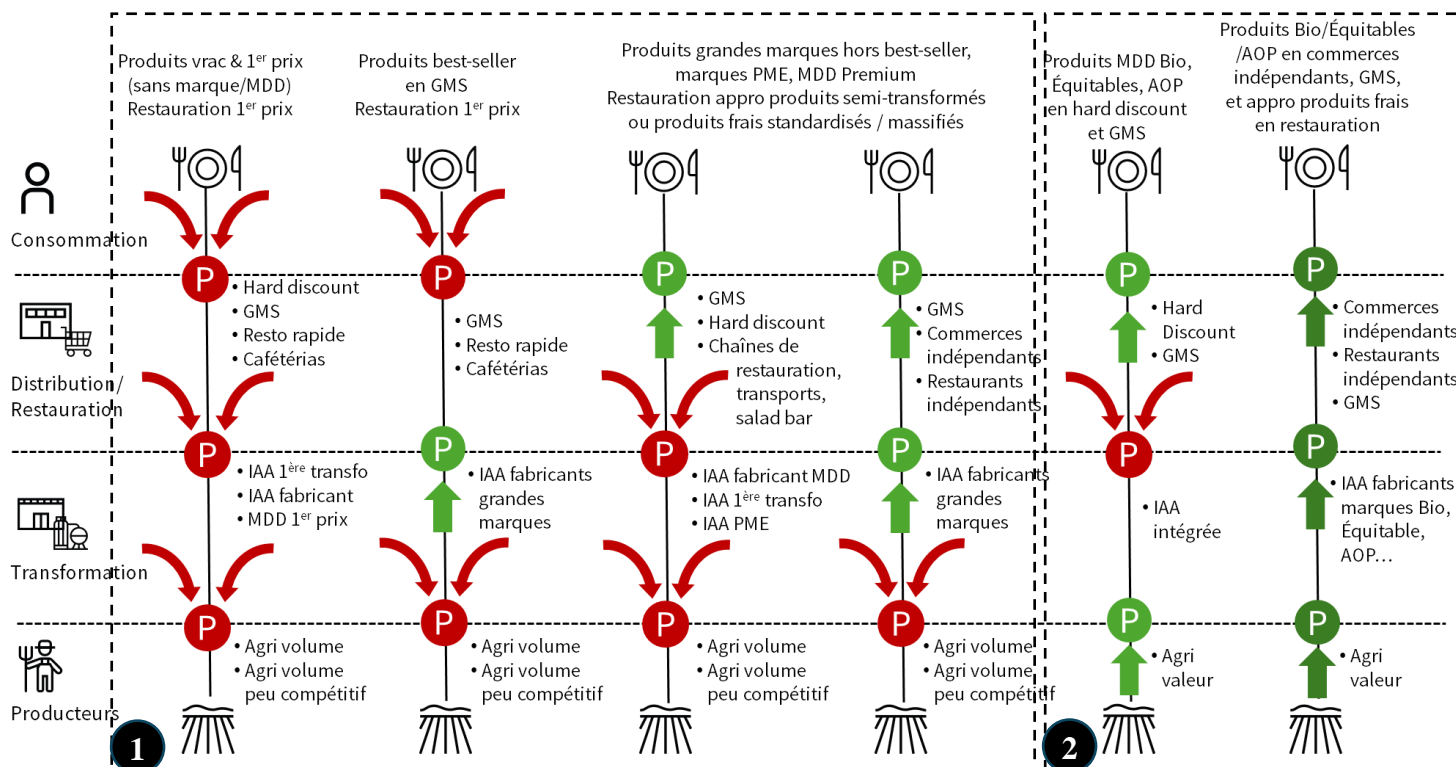 Produits vrac & 1er prix
(sans marque/MDD)
Restauration 1er prix
Produits best-seller
en GMS
Restauration 1er prix
Produits grandes marques hors best-seller,
marques PME, MDD Premium
Restauration appro produits semi-transformés
ou produits frais standardisés / massifiés
Produits MDD Bio,
Équitables, AOP
en hard discount
et GMS
Produits Bio/Équitables
/AOP en commerces
indépendants, GMS,
et appro produits frais
en restauration
Consommation
P
P
P
P
P
P
• Hard discount
• GMS
• Resto rapide
• Cafétérias
• GMS
• Resto rapide
• Cafétérias
• GMS
• Hard discount
• Chaînes de
restauration,
transports,
salad bar
• GMS
• Commerces
indépendants
• Restaurants
indépendants
• Hard
Discount
• GMS
• Commerces
indépendants
• Restaurants
indépendants
• GMS
Distribution/
Restauration
P
P
P
P
P
P
• IAA 1ère transfo
• IAA fabricant
• MDD 1er prix
• IAA fabricants
grandes
marques
• IAA fabricant MDD
• IAA 1ère transfo
• IAA PME
• IAA fabricants
grandes
marques
• IAA
intégrée
• IAA fabricants
marques Bio,
Équitable,
AOP…
Transformation
P
P
P
P
P
P
• Agri volume
• Agri volume
peu compétitif
• Agri volume
• Agri volume
peu compétitif
• Agri volume
• Agri volume
peu compétitif
• Agri volume
• Agri volume
peu compétitif
• Agri
valeur
• Agri
valeur
Producteurs
1
2